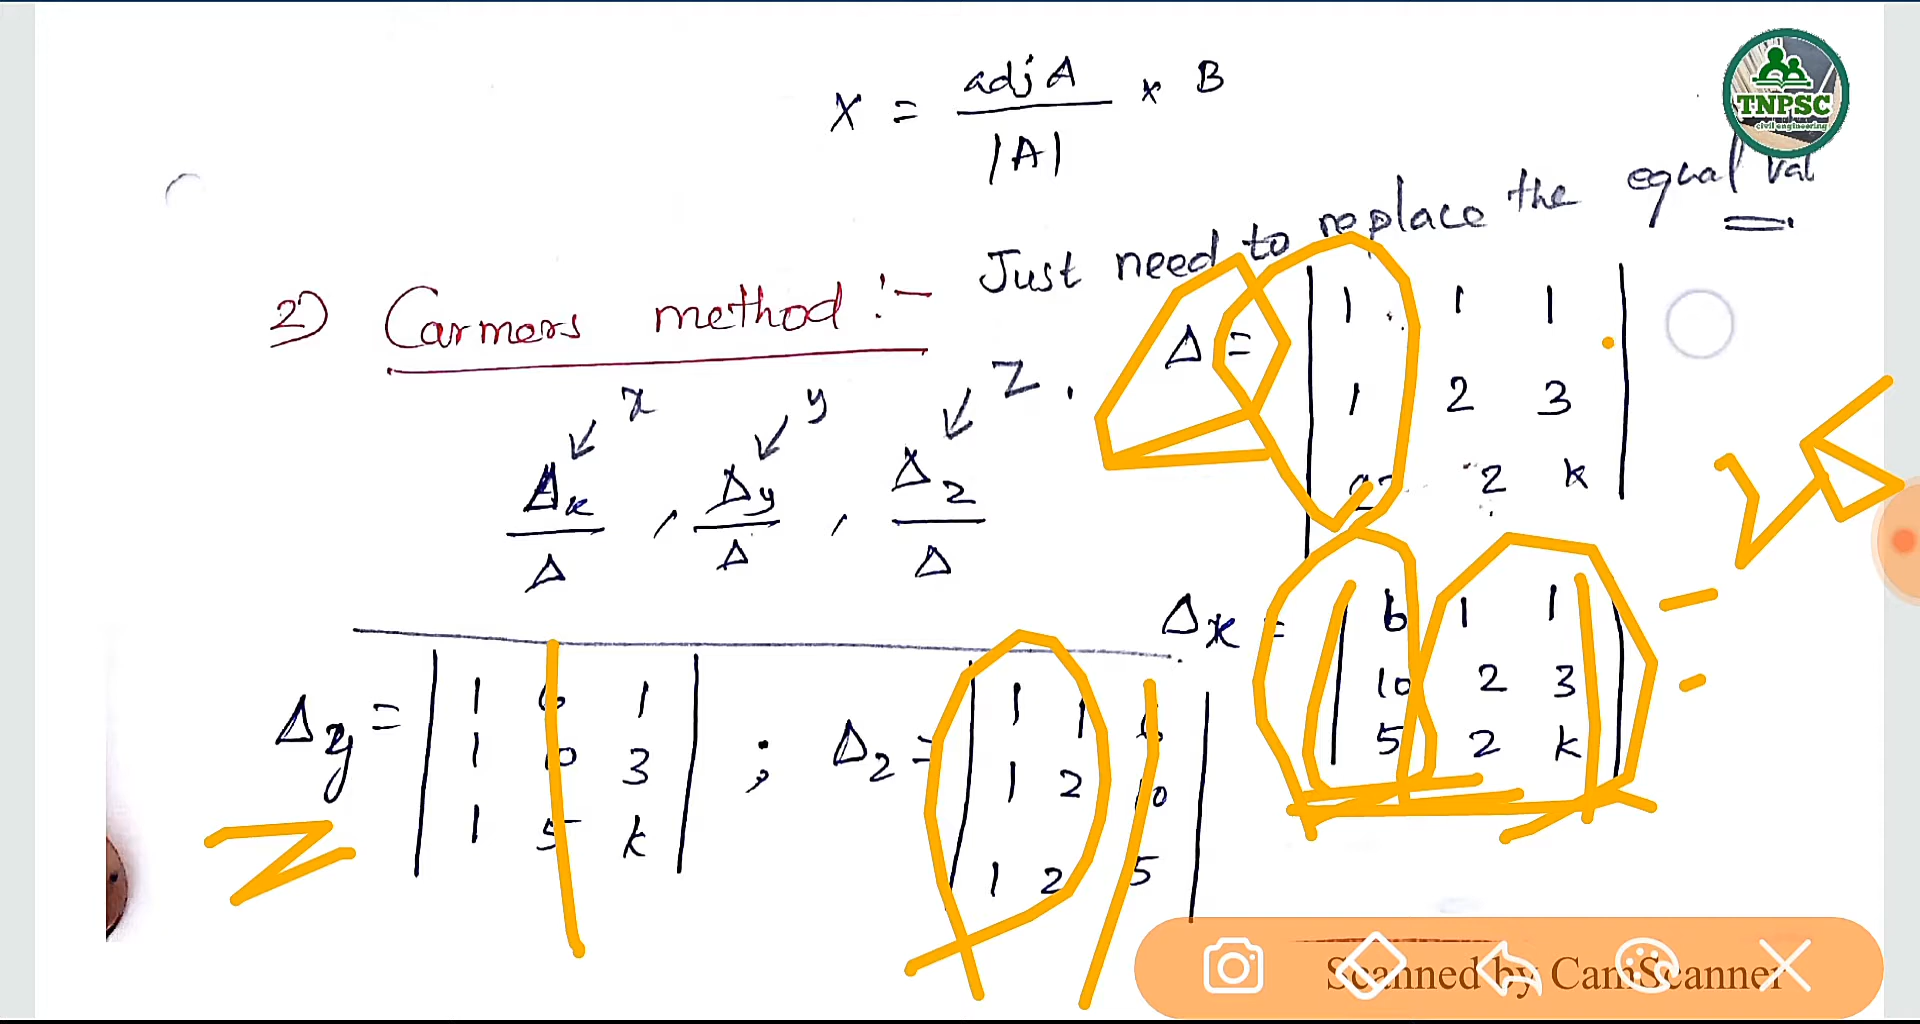 X = adj A / |A| × B
TNPSC
civil engineering
Just need to replace the equal val
2) Carmers method :-
x y z
Δx/Δ , Δy/Δ , Δz/Δ
Δ =
1 1 1
1 2 3
2 k
Δx =
6 1 1
10 2 3
5 2 k
Δy =
1 6 1
1 10 3
1 5 k
; Δz =
1 1 6
1 2 10
1 2 5
Scanned by CamScanner